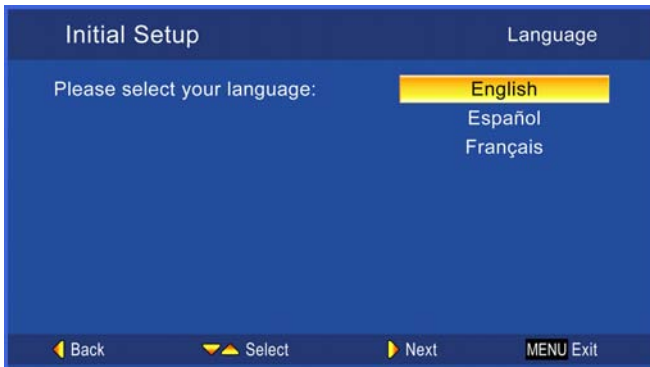 Initial Setup Language
Please select your language: English
Español
Français
Back Select Next MENU Exit